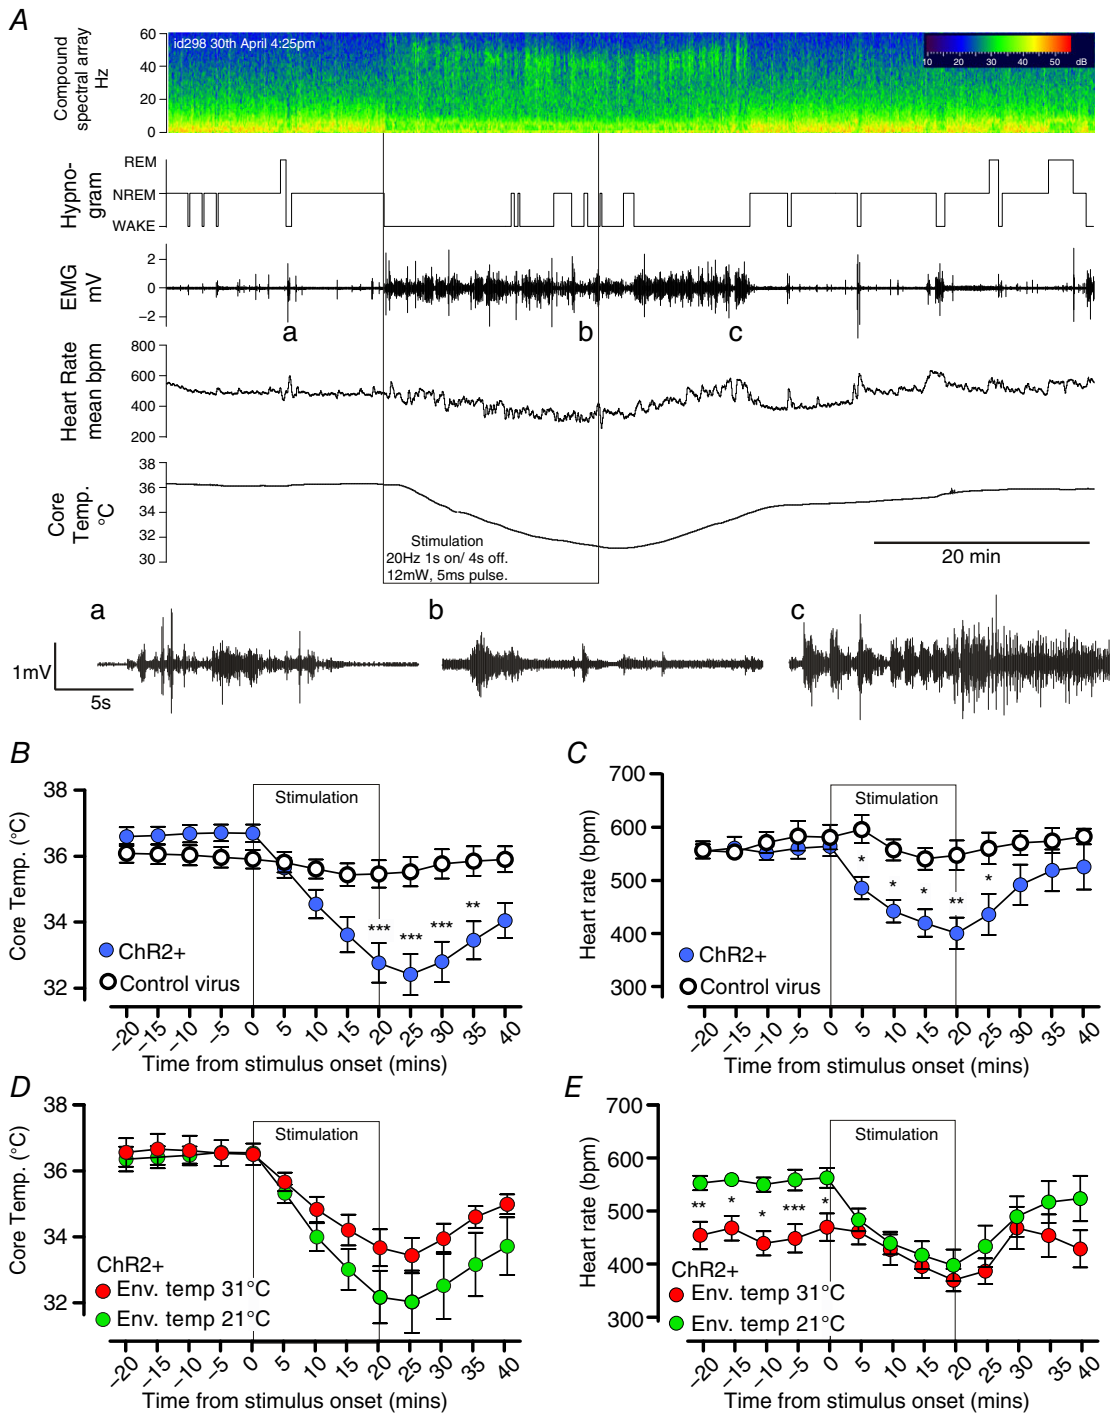 A
Compound
spectral array
Hz
60
40
20
0
id298 30th April 4:25pm
10 20 30 40 50 dB
Hypno-
gram
REM
NREM
WAKE
EMG
mV
2
0
−2
a b c
Heart Rate
mean bpm
800
600
400
200
Core
Temp.
°C
38
36
34
32
30
Stimulation
20Hz 1s on/ 4s off.
12mW, 5ms pulse.
20 min
a b c
1mV
5s
B
Core Temp. (°C)
38
36
34
32
Stimulation
*** *** *** **
ChR2+
Control virus
−20 −15 −10 −5 0 5 10 15 20 25 30 35 40
Time from stimulus onset (mins)
C
Heart rate (bpm)
700
600
500
400
300
Stimulation
* * * ** *
ChR2+
Control virus
−20 −15 −10 −5 0 5 10 15 20 25 30 35 40
Time from stimulus onset (mins)
D
Core Temp. (°C)
38
36
34
32
Stimulation
ChR2+
Env. temp 31°C
Env. temp 21°C
−20 −15 −10 −5 0 5 10 15 20 25 30 35 40
Time from stimulus onset (mins)
E
Heart rate (bpm)
700
600
500
400
300
Stimulation
** * * *** *
ChR2+
Env. temp 31°C
Env. temp 21°C
−20 −15 −10 −5 0 5 10 15 20 25 30 35 40
Time from stimulus onset (mins)